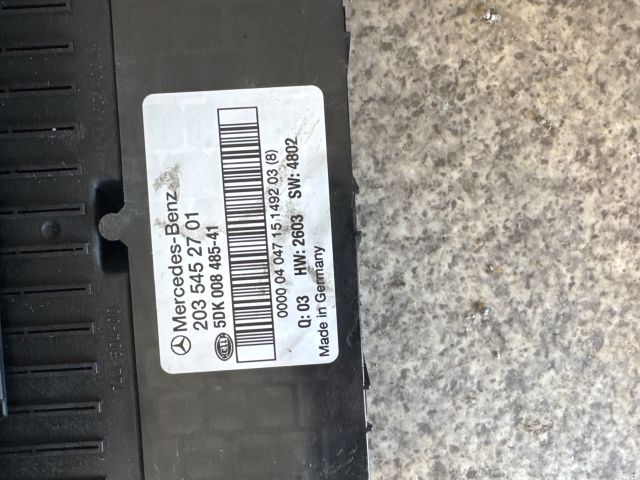 Mercedes-Benz
203 545 27 01
5DK 008 485-41
0000 04 047 15 1492 03 (8)
Q: 03 HW: 2603 SW: 4802
Made in Germany